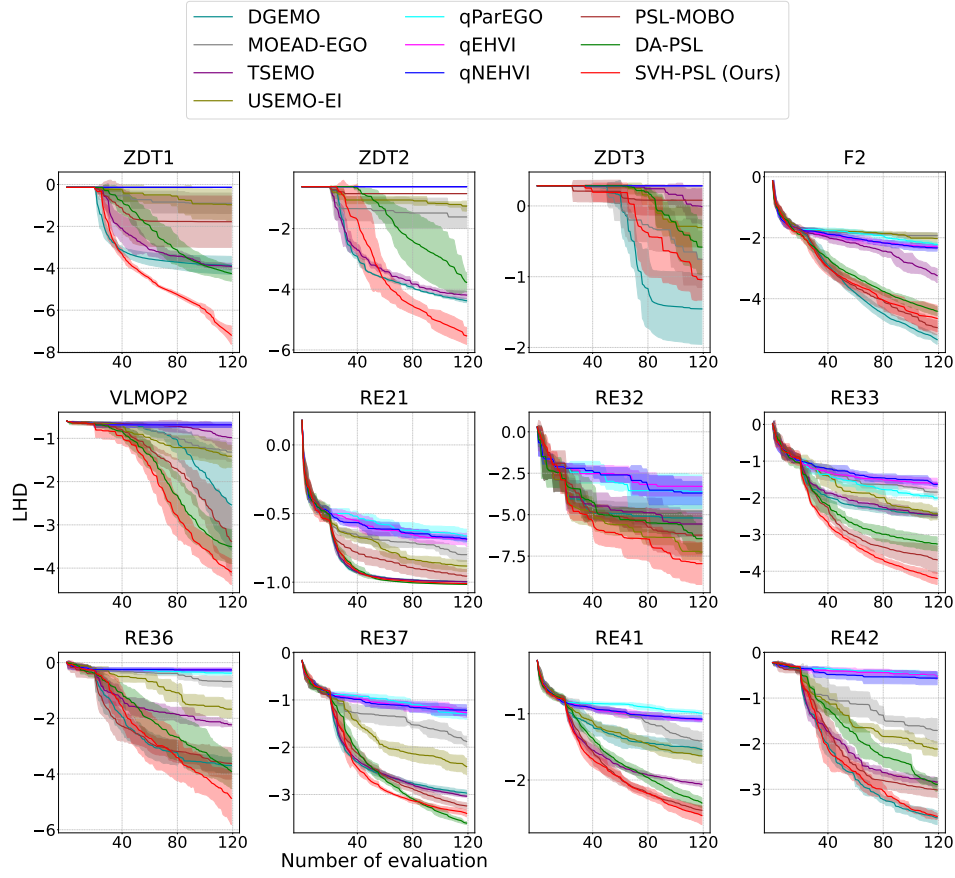 DGEMO qParEGO PSL-MOBO
MOEAD-EGO qEHVI DA-PSL
TSEMO qNEHVI SVH-PSL (Ours)
USEMO-EI
ZDT1 ZDT2 ZDT3 F2
0 −2 −4 −6 −8
40 80 120
−2 −4 −6
40 80 120
0 −1 −2
40 80 120
0 −2 −4
40 80 120
VLMOP2 RE21 RE32 RE33
LHD
−1 −2 −3 −4
40 80 120
0.0 −0.5 −1.0
40 80 120
0.0 −2.5 −5.0 −7.5
40 80 120
0 −1 −2 −3 −4
40 80 120
RE36 RE37 RE41 RE42
0 −2 −4 −6
40 80 120
0 −1 −2 −3
40 80 120
0 −1 −2
40 80 120
0 −1 −2 −3
40 80 120
Number of evaluation